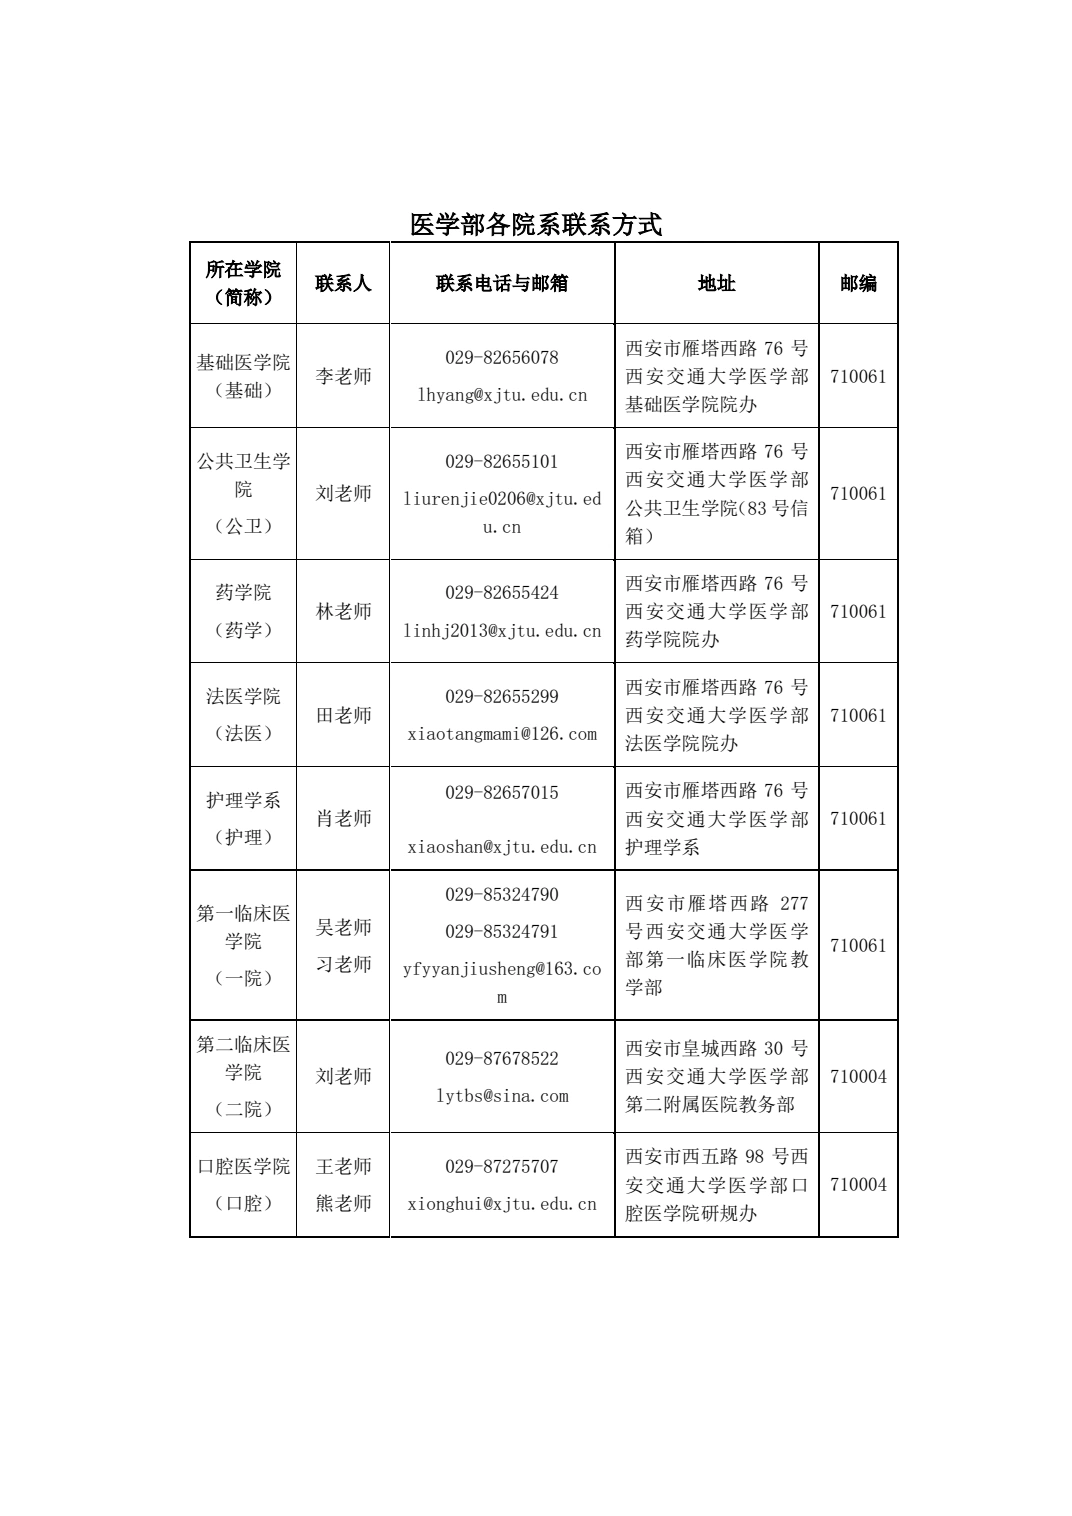 医学部各院系联系方式
所在学院
（简称）
联系人
联系电话与邮箱
地址
邮编
基础医学院
（基础）
李老师
029-82656078
lhyang@xjtu.edu.cn
西安市雁塔西路 76 号
西安交通大学医学部
基础医学院院办
710061
公共卫生学
院
（公卫）
刘老师
029-82655101
liurenjie0206@xjtu.ed
u.cn
西安市雁塔西路 76 号
西安交通大学医学部
公共卫生学院(83 号信
箱）
710061
药学院
（药学）
林老师
029-82655424
linhj2013@xjtu.edu.cn
西安市雁塔西路 76 号
西安交通大学医学部
药学院院办
710061
法医学院
（法医）
田老师
029-82655299
xiaotangmami@126.com
西安市雁塔西路 76 号
西安交通大学医学部
法医学院院办
710061
护理学系
（护理）
肖老师
029-82657015
xiaoshan@xjtu.edu.cn
西安市雁塔西路 76 号
西安交通大学医学部
护理学系
710061
第一临床医
学院
（一院）
吴老师
习老师
029-85324790
029-85324791
yfyyanjiusheng@163.co
m
西安市雁塔西路 277
号西安交通大学医学
部第一临床医学院教
学部
710061
第二临床医
学院
（二院）
刘老师
029-87678522
lytbs@sina.com
西安市皇城西路 30 号
西安交通大学医学部
第二附属医院教务部
710004
口腔医学院
（口腔）
王老师
熊老师
029-87275707
xionghui@xjtu.edu.cn
西安市西五路 98 号西
安交通大学医学部口
腔医学院研规办
710004